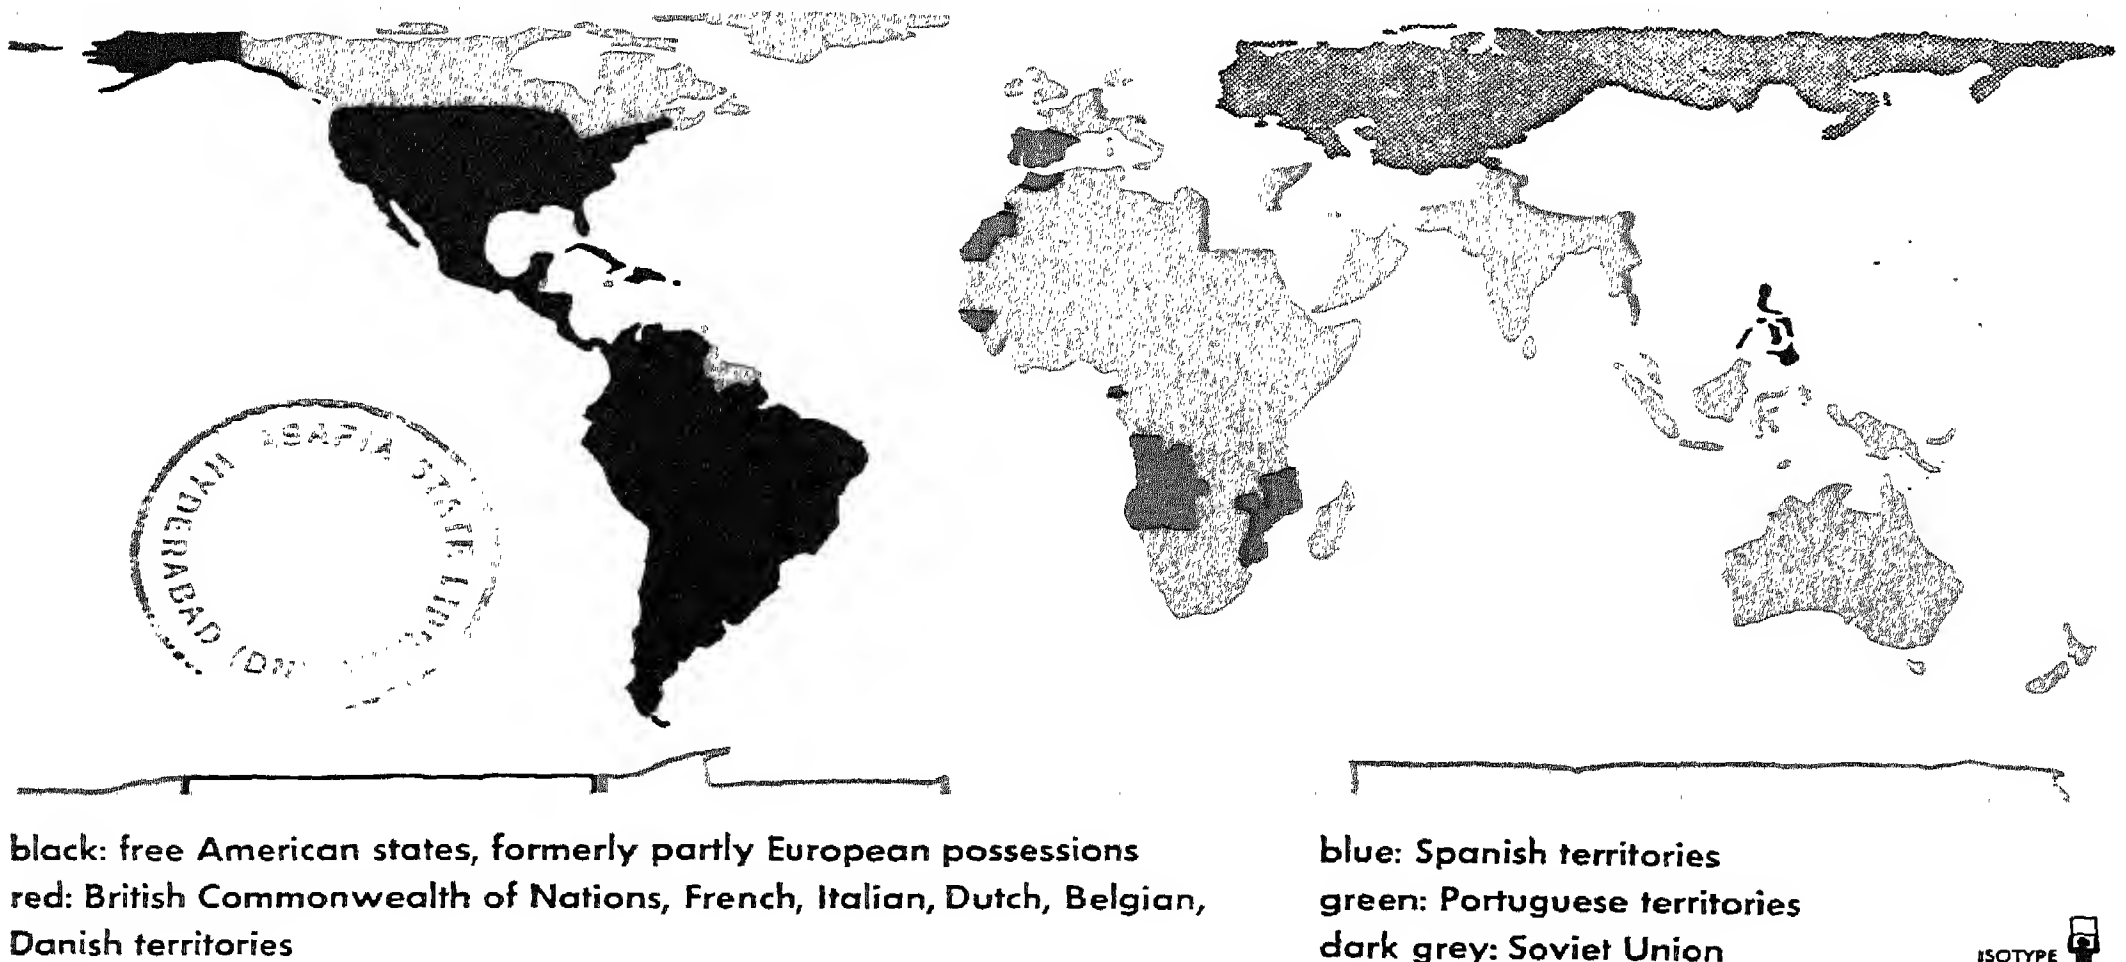 HYDERABAD
black: free American states, formerly partly European possessions
red: British Commonwealth of Nations, French, Italian, Dutch, Belgian,
Danish territories
blue: Spanish territories
green: Portuguese territories
dark grey: Soviet Union
ISOTYPE